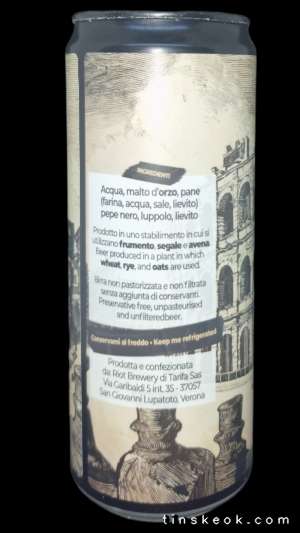 INGREDIENTI
Acqua, malto d'orzo, pane
(farina, acqua, sale, lievito)
pepe nero, luppolo, lievito
Prodotto in uno stabilimento in cui si
utilizzano frumento, segale e avena.
Beer produced in a plant in which
wheat, rye, and oats are used.
Birra non pastorizzata e non filtrata
senza aggiunta di conservanti.
Preservative free, unpasteurised
and unfilteredbeer.
Conservami al freddo • Keep me refrigerated
Prodotta e confezionata
da Riot Brewery di Tarifa Sas
Via Garibaldi 5 int. 35 - 37057
San Giovanni Lupatoto, Verona
tinskeok.com